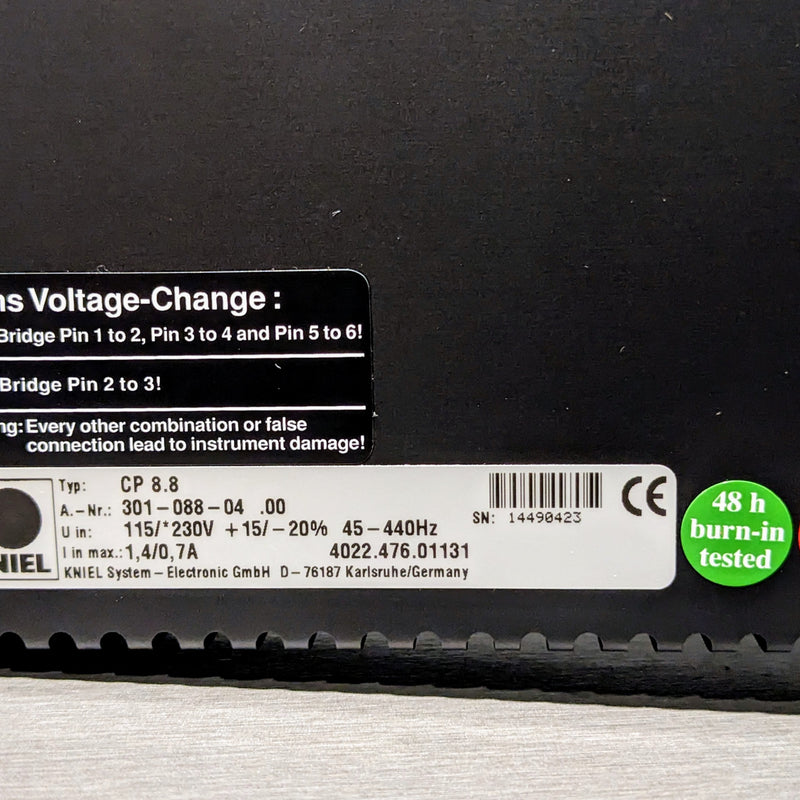 ns Voltage-Change :
Bridge Pin 1 to 2, Pin 3 to 4 and Pin 5 to 6!
Bridge Pin 2 to 3!
ng: Every other combination or false
connection lead to instrument damage!
Typ: CP 8.8
A.-Nr.: 301-088-04 .00
U in: 115/*230V +15/-20% 45-440Hz
I in max.: 1,4/0,7A 4022.476.01131
KNIEL System-Electronic GmbH D-76187 Karlsruhe/Germany
NIEL
SN: 14490423
CE
48 h
burn-in
tested